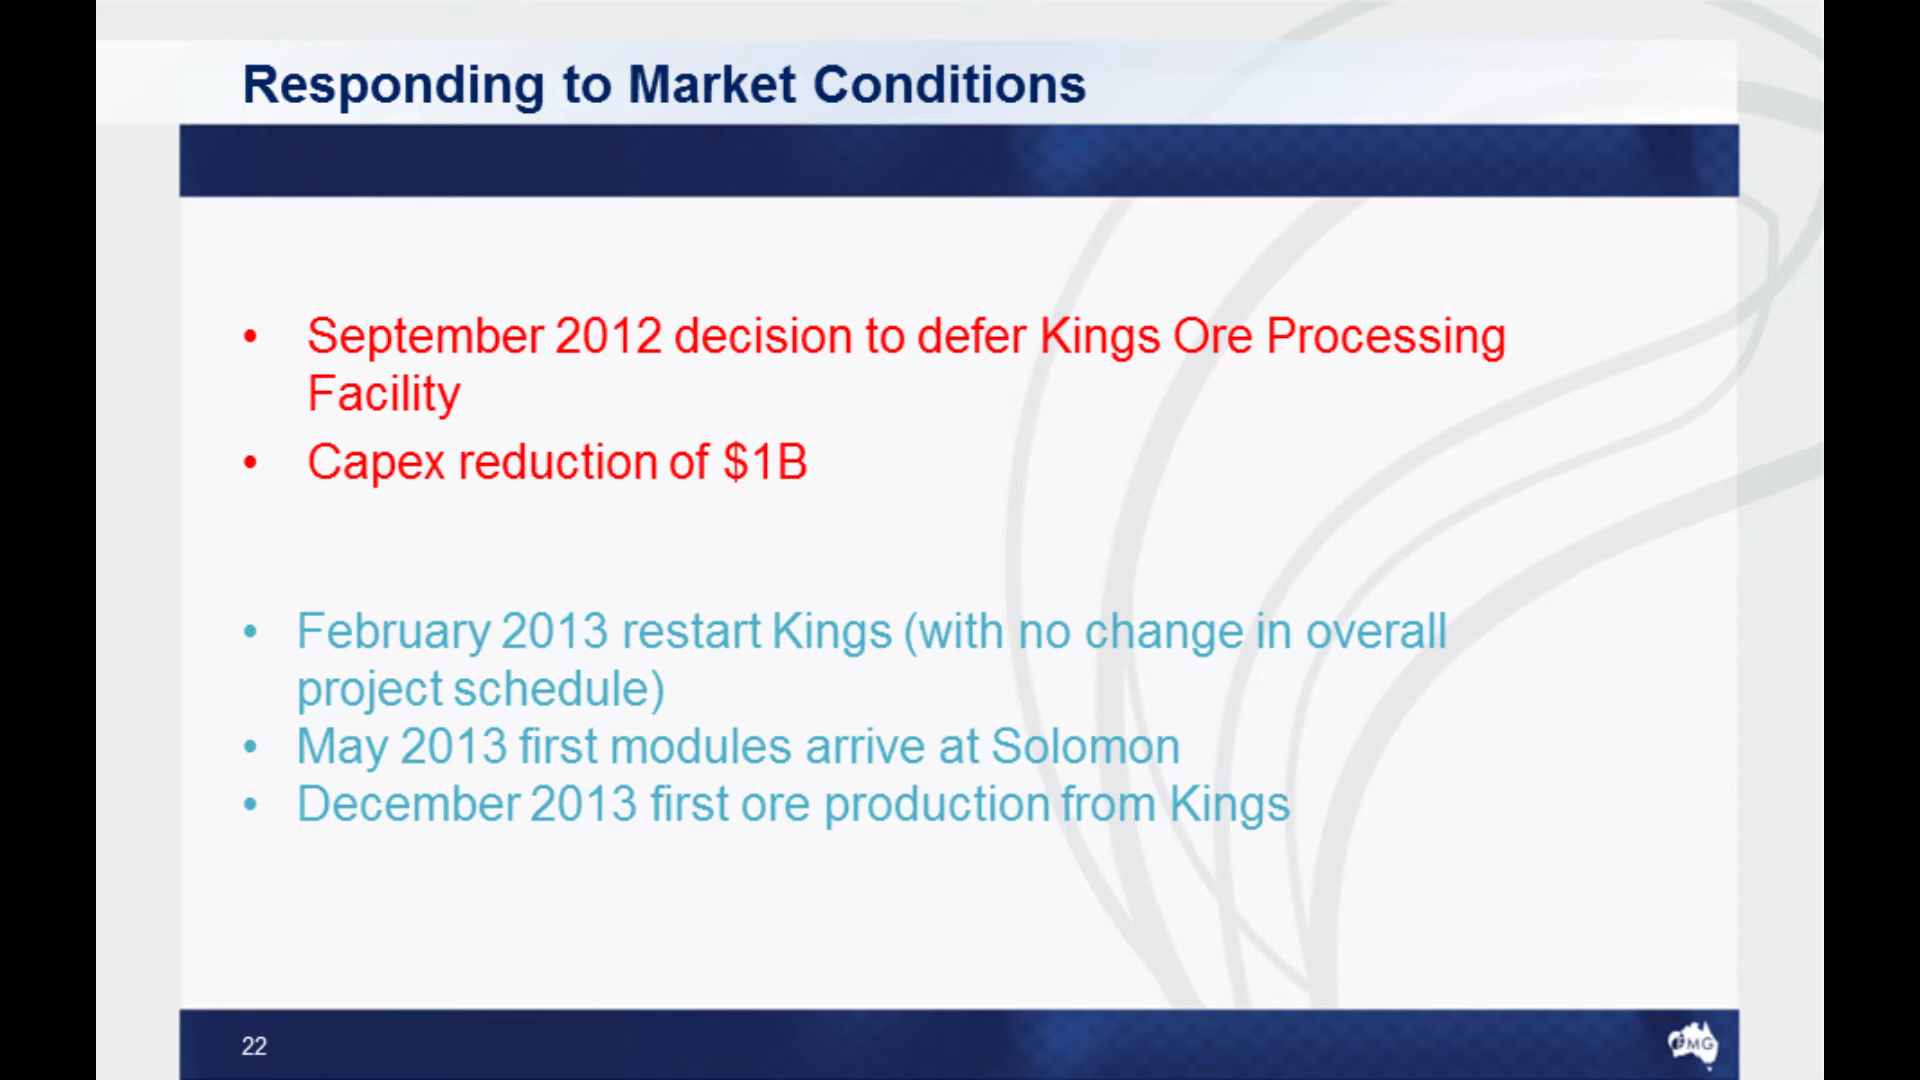 Responding to Market Conditions
• September 2012 decision to defer Kings Ore Processing
Facility
• Capex reduction of $1B
• February 2013 restart Kings (with no change in overall
project schedule)
• May 2013 first modules arrive at Solomon
• December 2013 first ore production from Kings
22
FMG